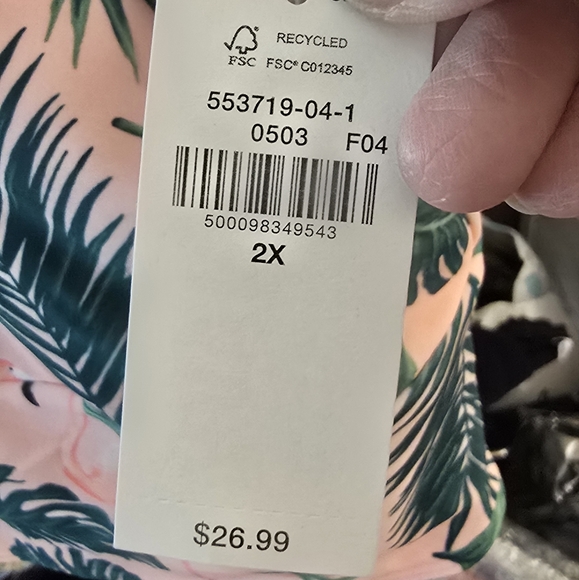 RECYCLED
FSC FSC® C012345
553719-04-1
0503 F04
500098349543
2X
$26.99